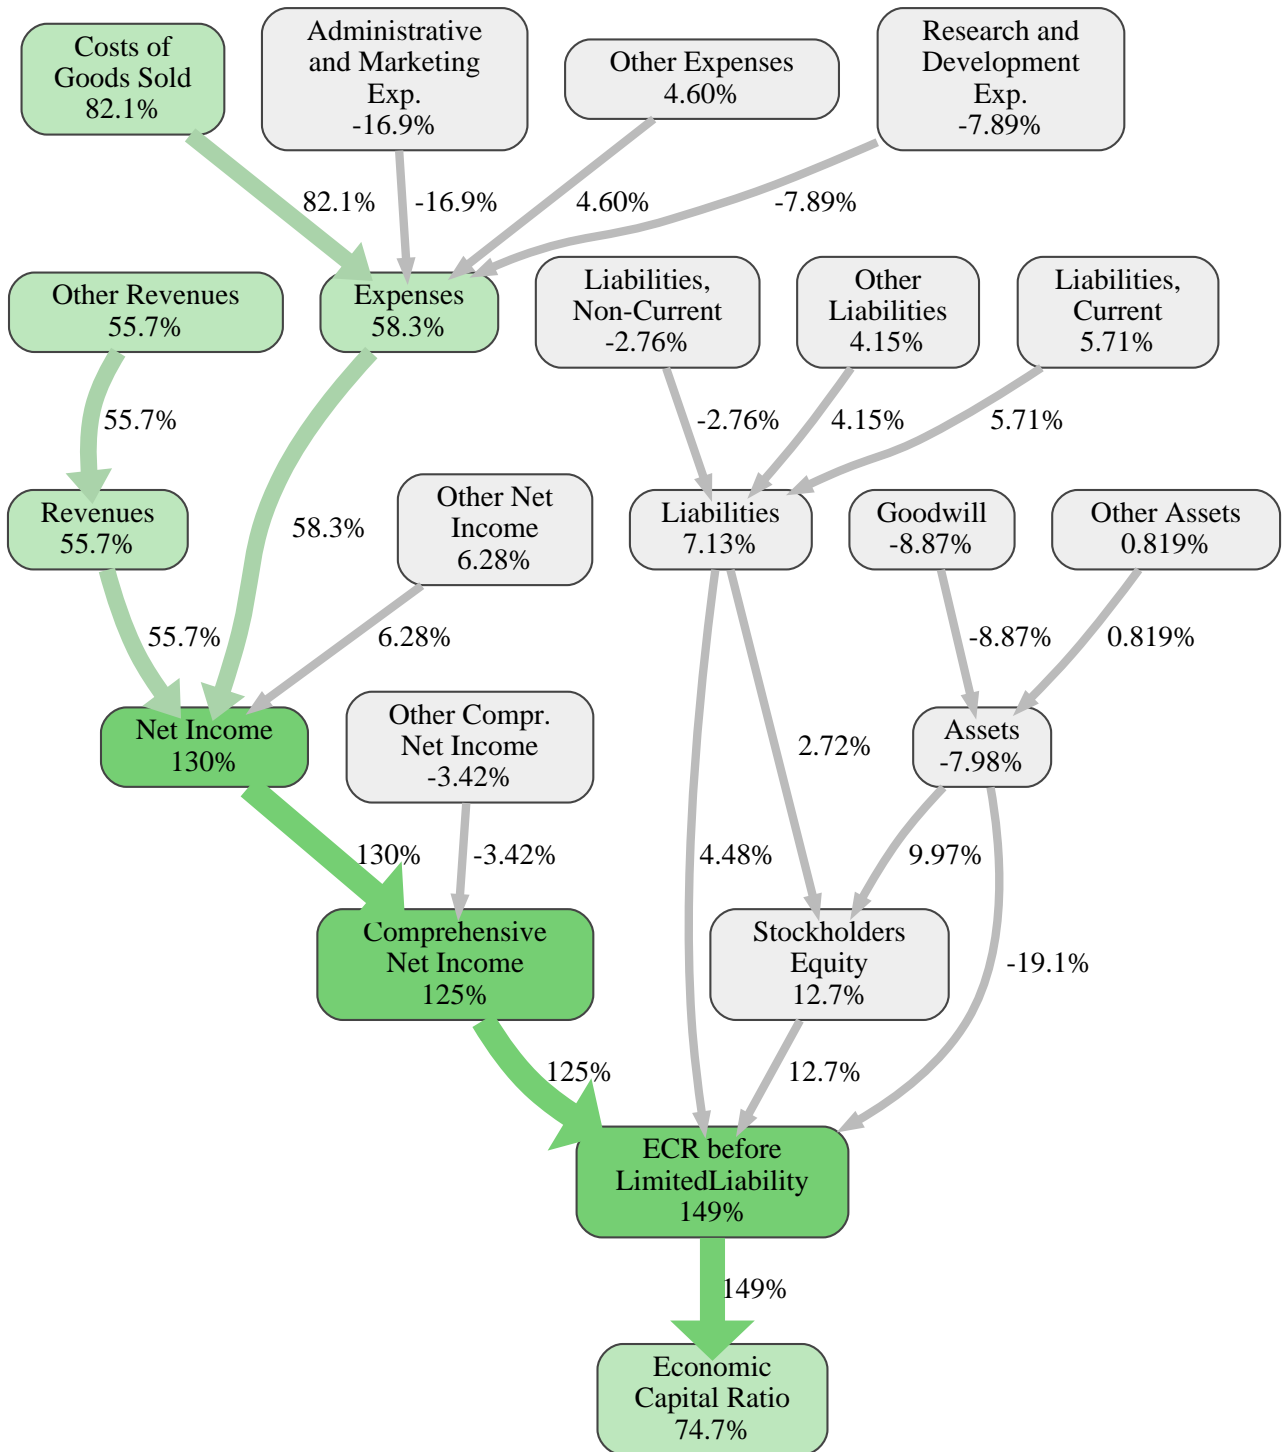 Costs of
Goods Sold
82.1%
Administrative
and Marketing
Exp.
-16.9%
Other Expenses
4.60%
Research and
Development
Exp.
-7.89%
82.1%
-16.9%
4.60%
-7.89%
Other Revenues
55.7%
Expenses
58.3%
Liabilities,
Non-Current
-2.76%
Other
Liabilities
4.15%
Liabilities,
Current
5.71%
55.7%
-2.76%
4.15%
5.71%
Revenues
55.7%
58.3%
Other Net
Income
6.28%
Liabilities
7.13%
Goodwill
-8.87%
Other Assets
0.819%
55.7%
6.28%
-8.87%
0.819%
Net Income
130%
Other Compr.
Net Income
-3.42%
2.72%
Assets
-7.98%
130%
-3.42%
4.48%
9.97%
Comprehensive
Net Income
125%
Stockholders
Equity
12.7%
-19.1%
125%
12.7%
ECR before
LimitedLiability
149%
149%
Economic
Capital Ratio
74.7%